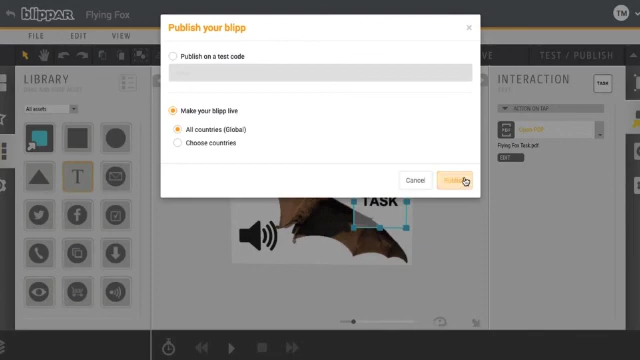 blippAR
Flying Fox
TM
FILE EDIT VIEW
TEST / PUBLISH
Publish your blipp
×
Publish on a test code
Make your blipp live
All countries (Global)
Choose countries
Cancel
Publish
LIBRARY
All assets
T
INTERACTION
TASK
ACTION ON TAP
Open PDF
Flying Fox Task.pdf
EDIT
TASK